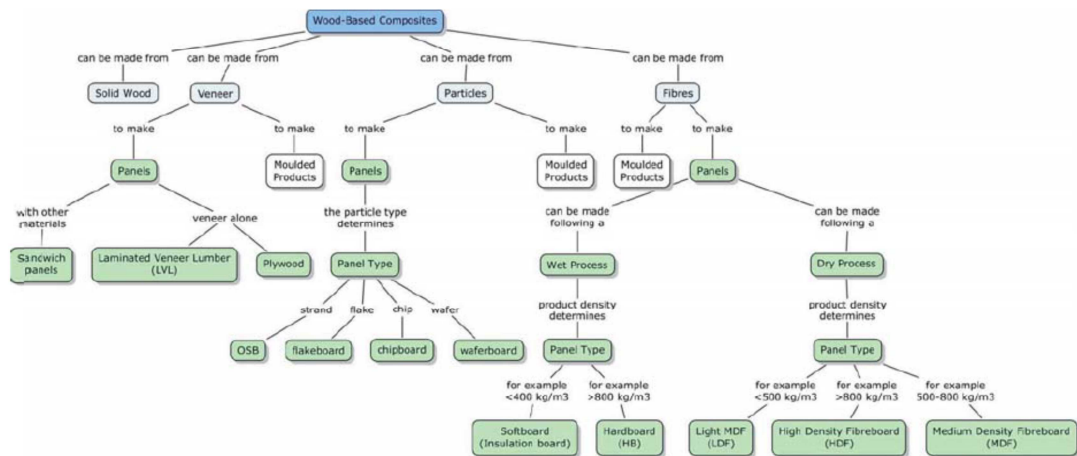 Wood-Based Composites
can be made from
can be made from
can be made from
can be made from
Solid Wood
Veneer
Particles
Fibres
to make
to make
to make
to make
to make
to make
Panels
Moulded
Products
Panels
Moulded
Products
Moulded
Products
Panels
with other
materials
veneer alone
the particle type
determines
can be made
following a
can be made
following a
Sandwich
panels
Laminated Veneer Lumber
(LVL)
Plywood
Panel Type
Wet Process
Dry Process
strand
flake
chip
wafer
product density
determines
product density
determines
OSB
flakeboard
chipboard
waferboard
Panel Type
Panel Type
for example
<400 kg/m3
for example
>800 kg/m3
for example
<500 kg/m3
for example
>800 kg/m3
for example
500-800 kg/m3
Softboard
(Insulation board)
Hardboard
(HB)
Light MDF
(LDF)
High Density Fibreboard
(HDF)
Medium Density Fibreboard
(MDF)